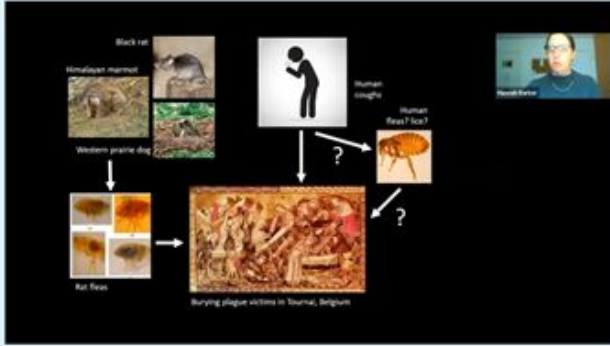 Black rat
Himalayan marmot
Western prairie dog
Human
coughs
Human
fleas? lice?
?
?
Rat fleas
Burying plague victims in Tournai, Belgium